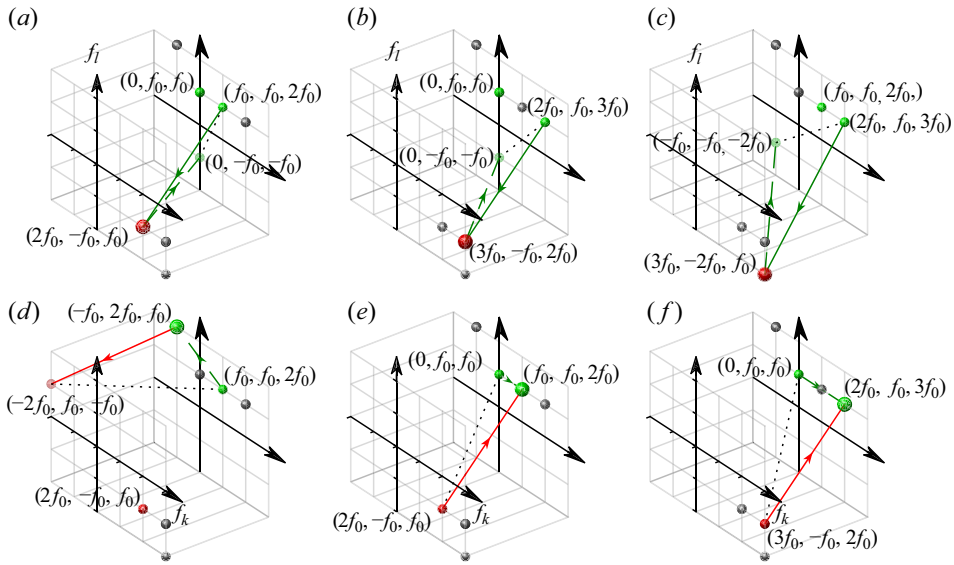 (a)
f_l
(0, f_0, f_0)
(f_0, f_0, 2f_0)
(0, −f_0, −f_0)
(2f_0, −f_0, f_0)
(b)
f_l
(0, f_0, f_0)
(2f_0, f_0, 3f_0)
(0, −f_0, −f_0)
(3f_0, −f_0, 2f_0)
(c)
f_l
(f_0, f_0, 2f_0)
(2f_0, f_0, 3f_0)
(−f_0, −f_0, −2f_0)
(3f_0, −2f_0, f_0)
(d)
(−f_0, 2f_0, f_0)
(f_0, f_0, 2f_0)
(−2f_0, f_0, −f_0)
(2f_0, −f_0, f_0)
f_k
(e)
(0, f_0, f_0)
(f_0, f_0, 2f_0)
(2f_0, −f_0, f_0)
f_k
(f)
(0, f_0, f_0)
(2f_0, f_0, 3f_0)
f_k
(3f_0, −f_0, 2f_0)